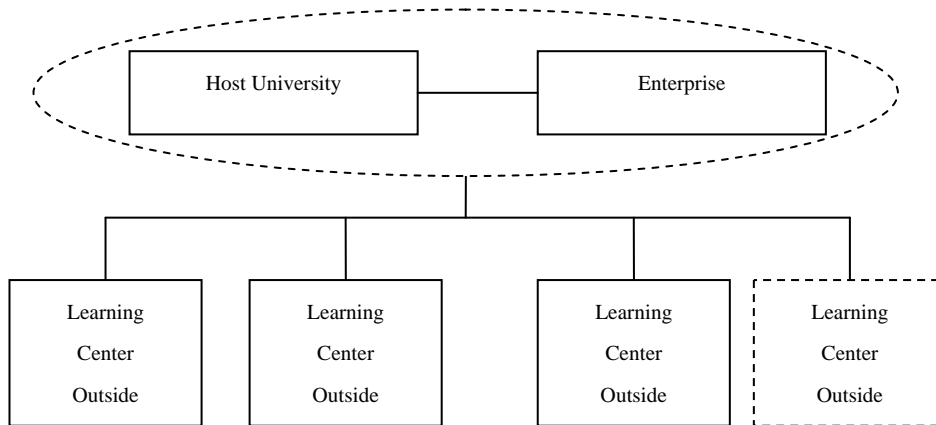 Host University
Enterprise
Learning
Center
Outside
Learning
Center
Outside
Learning
Center
Outside
Learning
Center
Outside